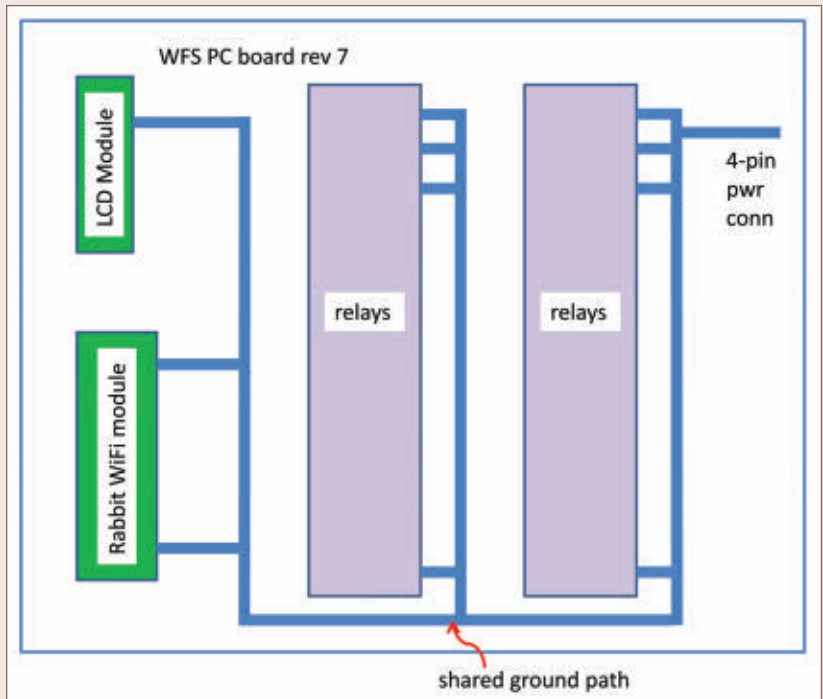 WFS PC board rev 7
LCD Module
Rabbit WiFi module
relays
relays
4-pin
pwr
conn
shared ground path